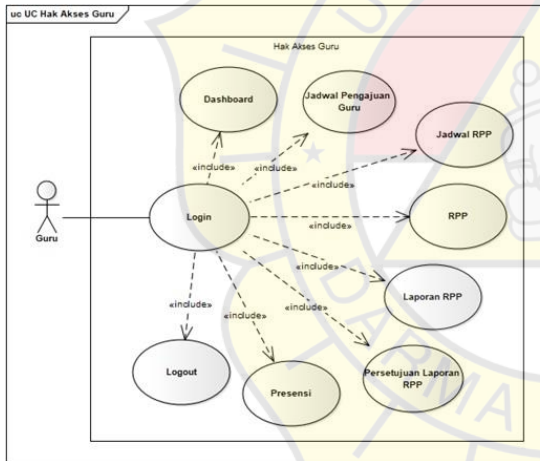 uc UC Hak Akses Guru
Hak Akses Guru
Dashboard
Jadwal Pengajuan
Guru
Jadwal RPP
«include»
«include»
«include»
Login
RPP
Guru
«include»
«include»
Laporan RPP
«include»
«include»
«include»
Logout
Presensi
Persetujuan Laporan
RPP
DARMA